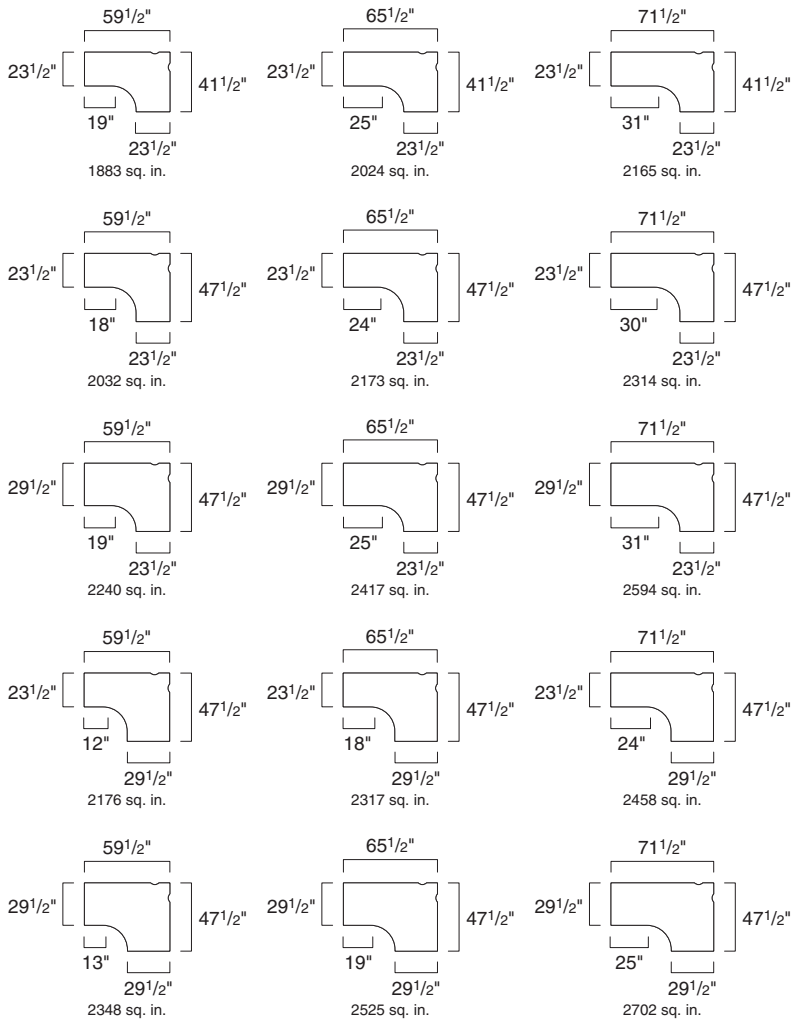 59 1/2" 65 1/2" 71 1/2"
23 1/2" 41 1/2" 23 1/2" 41 1/2" 23 1/2" 41 1/2"
19" 25" 31"
23 1/2" 23 1/2" 23 1/2"
1883 sq. in. 2024 sq. in. 2165 sq. in.
59 1/2" 65 1/2" 71 1/2"
23 1/2" 47 1/2" 23 1/2" 47 1/2" 23 1/2" 47 1/2"
18" 24" 30"
23 1/2" 23 1/2" 23 1/2"
2032 sq. in. 2173 sq. in. 2314 sq. in.
59 1/2" 65 1/2" 71 1/2"
29 1/2" 47 1/2" 29 1/2" 47 1/2" 29 1/2" 47 1/2"
19" 25" 31"
23 1/2" 23 1/2" 23 1/2"
2240 sq. in. 2417 sq. in. 2594 sq. in.
59 1/2" 65 1/2" 71 1/2"
23 1/2" 47 1/2" 23 1/2" 47 1/2" 23 1/2" 47 1/2"
12" 18" 24"
29 1/2" 29 1/2" 29 1/2"
2176 sq. in. 2317 sq. in. 2458 sq. in.
59 1/2" 65 1/2" 71 1/2"
29 1/2" 47 1/2" 29 1/2" 47 1/2" 29 1/2" 47 1/2"
13" 19" 25"
29 1/2" 29 1/2" 29 1/2"
2348 sq. in. 2525 sq. in. 2702 sq. in.